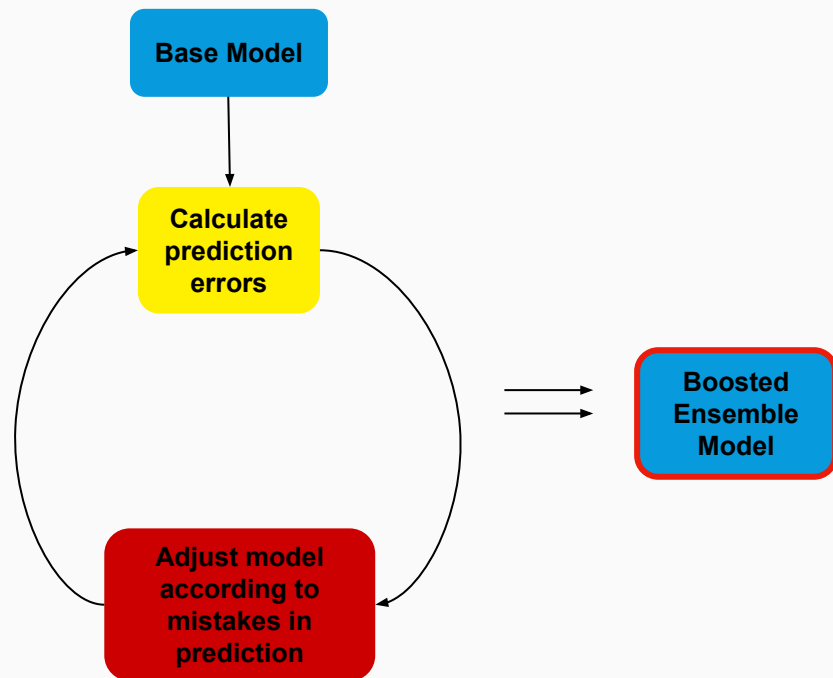 Base Model
Calculate
prediction
errors
Boosted
Ensemble
Model
Adjust model
according to
mistakes in
prediction